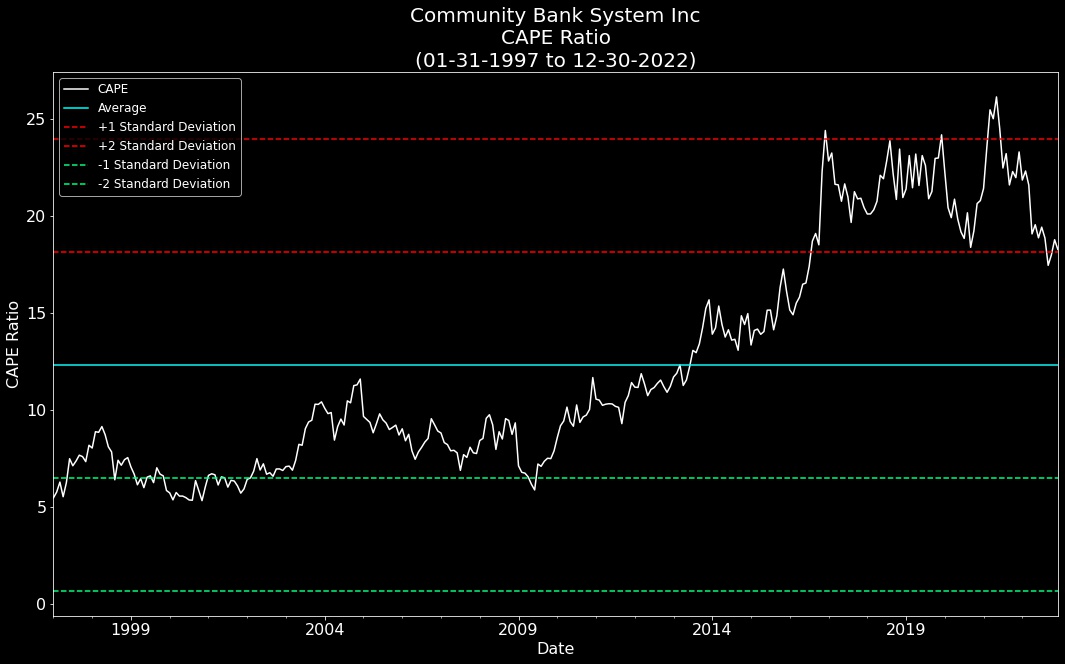 Community Bank System Inc
CAPE Ratio
(01-31-1997 to 12-30-2022)
CAPE
Average
+1 Standard Deviation
+2 Standard Deviation
-1 Standard Deviation
-2 Standard Deviation
CAPE Ratio
25
20
15
10
5
0
1999
2004
2009
2014
2019
Date